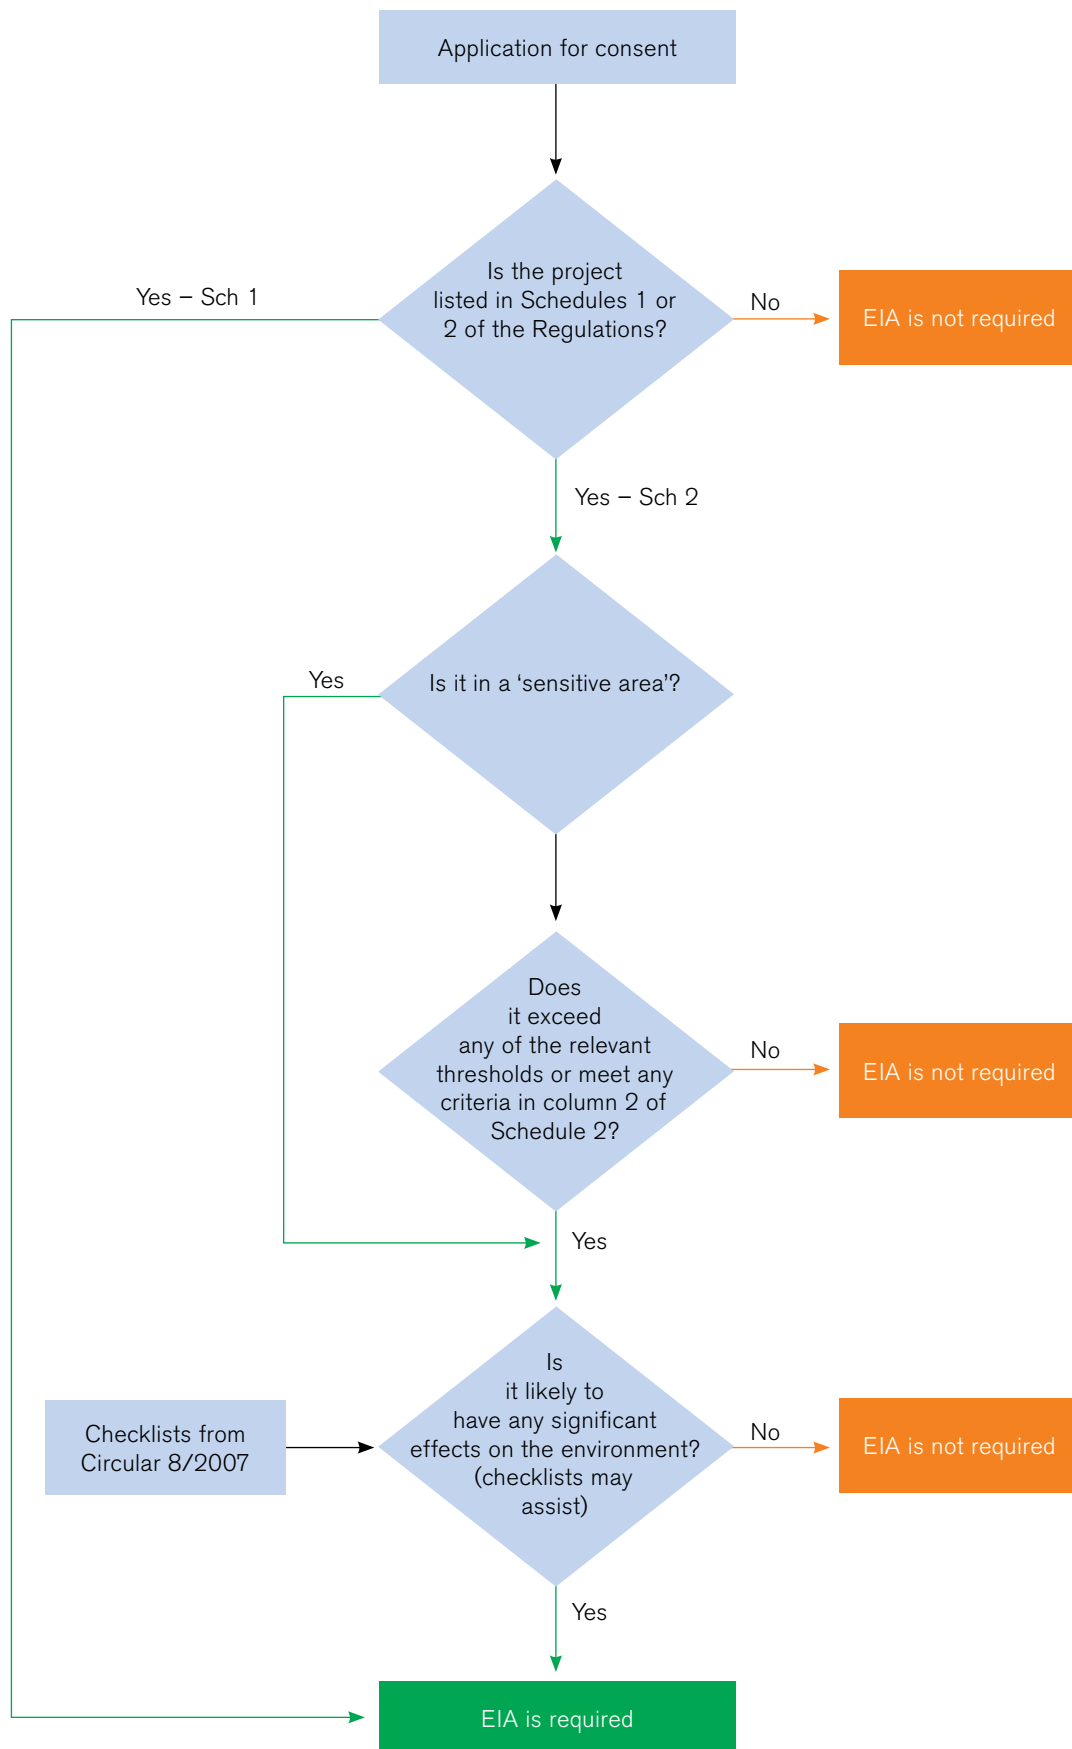 Application for consent
Is the project
listed in Schedules 1 or
2 of the Regulations?
Yes – Sch 1
No
EIA is not required
Yes – Sch 2
Is it in a ‘sensitive area’?
Yes
Does
it exceed
any of the relevant
thresholds or meet any
criteria in column 2 of
Schedule 2?
No
EIA is not required
Yes
Is
it likely to
have any significant
effects on the environment?
(checklists may
assist)
Checklists from
Circular 8/2007
No
EIA is not required
Yes
EIA is required